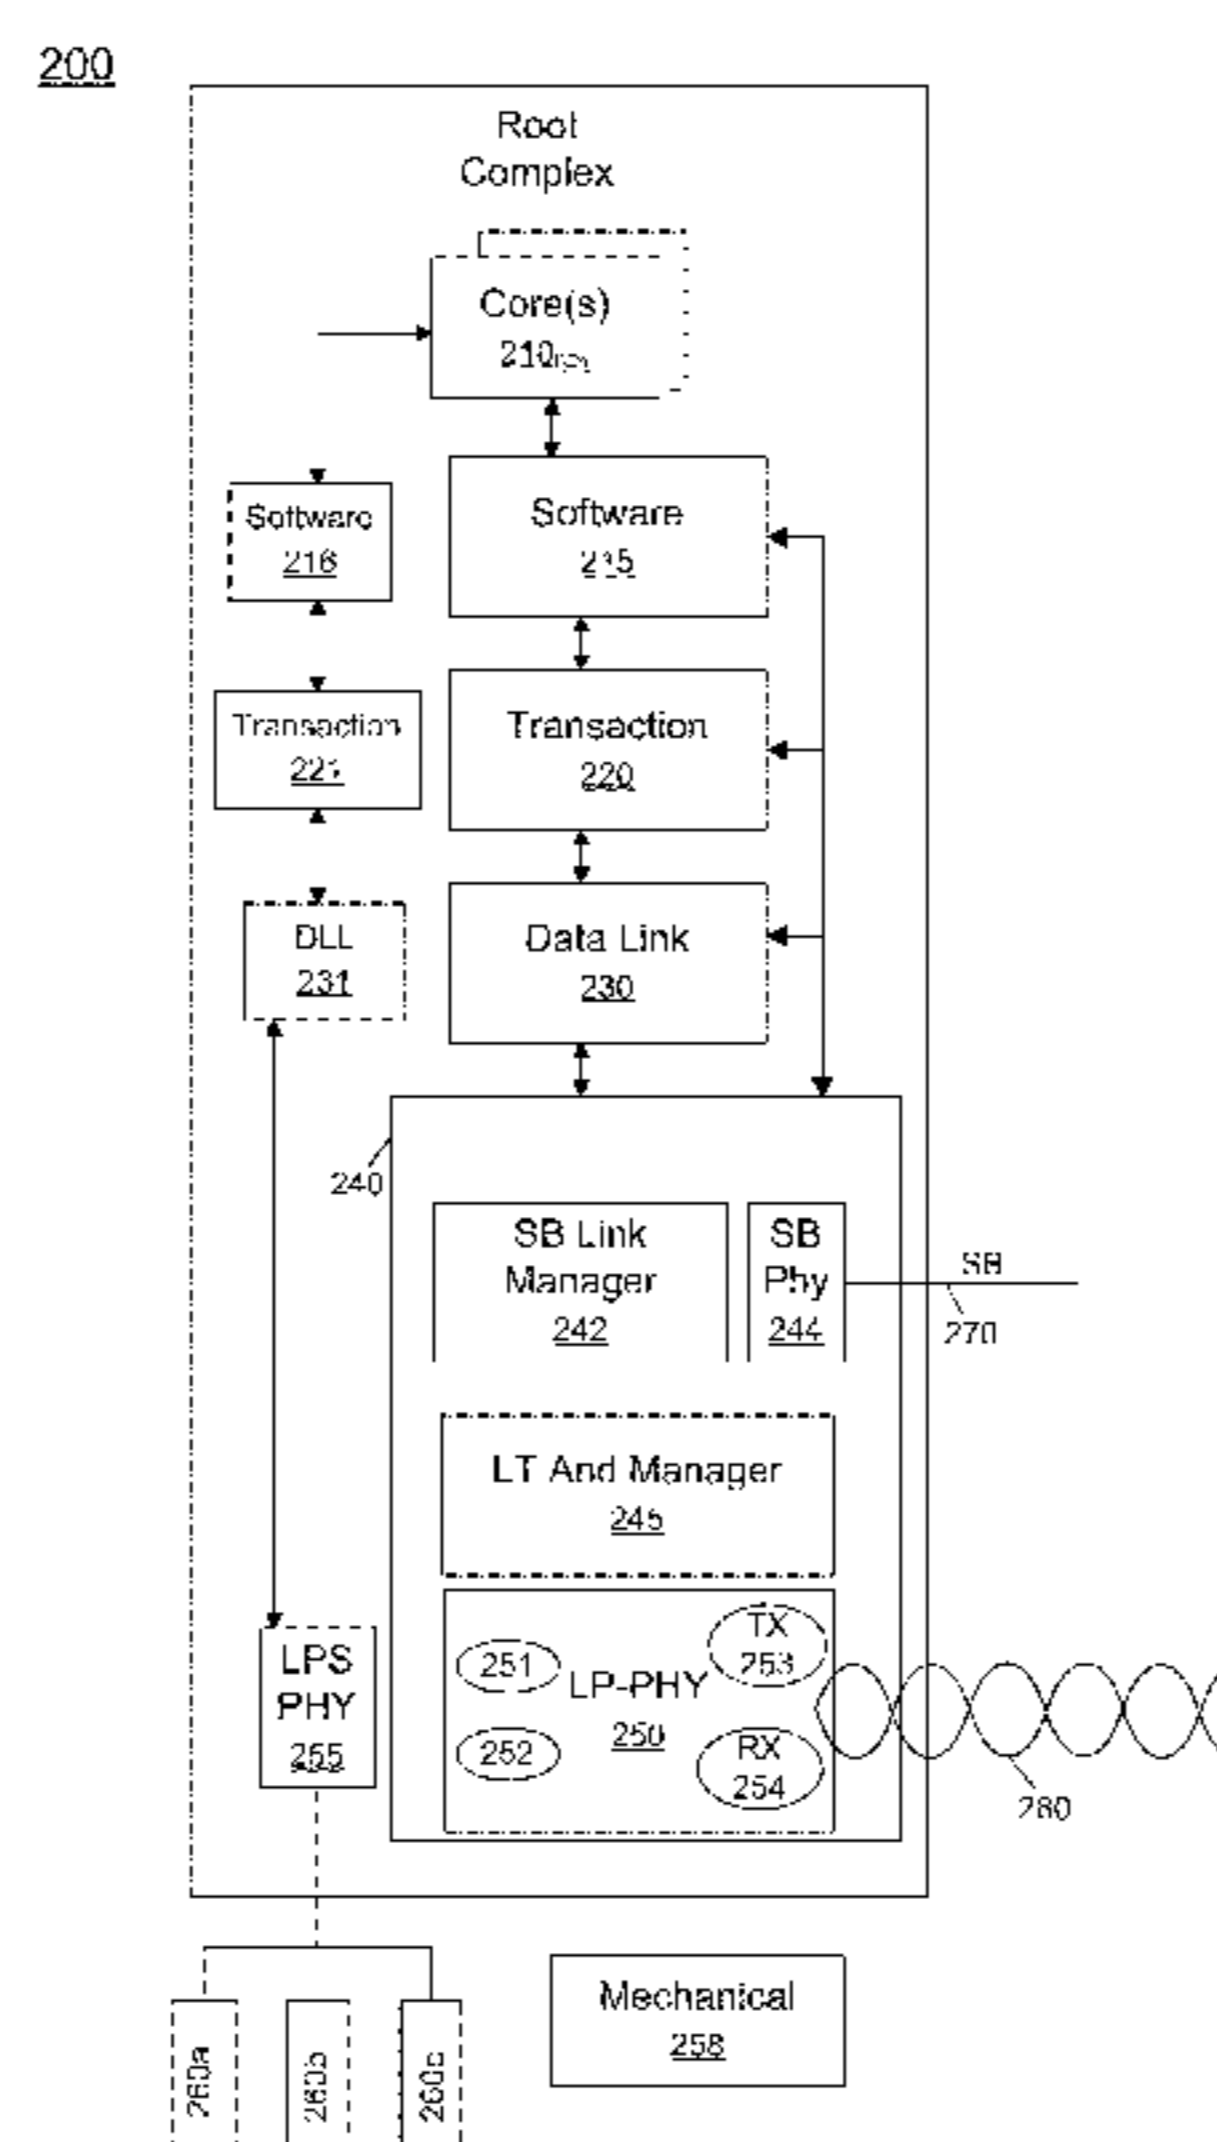 200
Root
Complex
Core(s)
210
Software
216
Software
215
Transaction
221
Transaction
220
DLL
231
Data Link
230
240
SB Link
Manager
242
SB
Phy
244
SB
270
LT And Manager
245
LPS
PHY
255
251
252
LP-PHY
250
TX
253
RX
254
280
Mechanical
258
260a
260b
260c